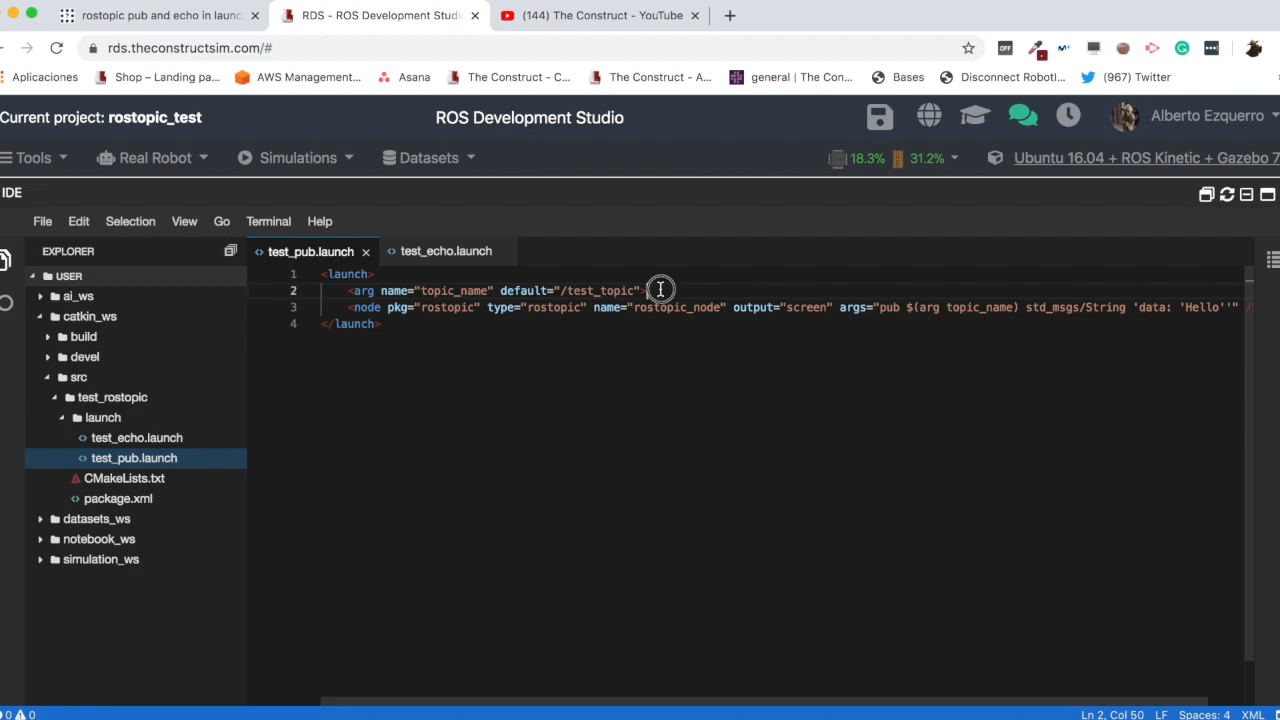 rostopic pub and echo in launc
RDS - ROS Development Studi
(144) The Construct - YouTube
rds.theconstructsim.com/#
OFF
Aplicaciones
Shop – Landing pa...
AWS Management...
Asana
The Construct - C...
The Construct - A...
general | The Con...
Bases
Disconnect RobotI...
(967) Twitter
Current project: rostopic_test
ROS Development Studio
Alberto Ezquerro
Tools
Real Robot
Simulations
Datasets
18.3%
31.2%
Ubuntu 16.04 + ROS Kinetic + Gazebo 7
IDE
File Edit Selection View Go Terminal Help
EXPLORER
USER
ai_ws
catkin_ws
build
devel
src
test_rostopic
launch
test_echo.launch
test_pub.launch
CMakeLists.txt
package.xml
datasets_ws
notebook_ws
simulation_ws
test_pub.launch
test_echo.launch
1 <launch>
2 <arg name="topic_name" default="/test_topic">
3 <node pkg="rostopic" type="rostopic" name="rostopic_node" output="screen" args="pub $(arg topic_name) std_msgs/String 'data: 'Hello''" /
4 </launch>
0 0
Ln 2, Col 50 LF Spaces: 4 XML